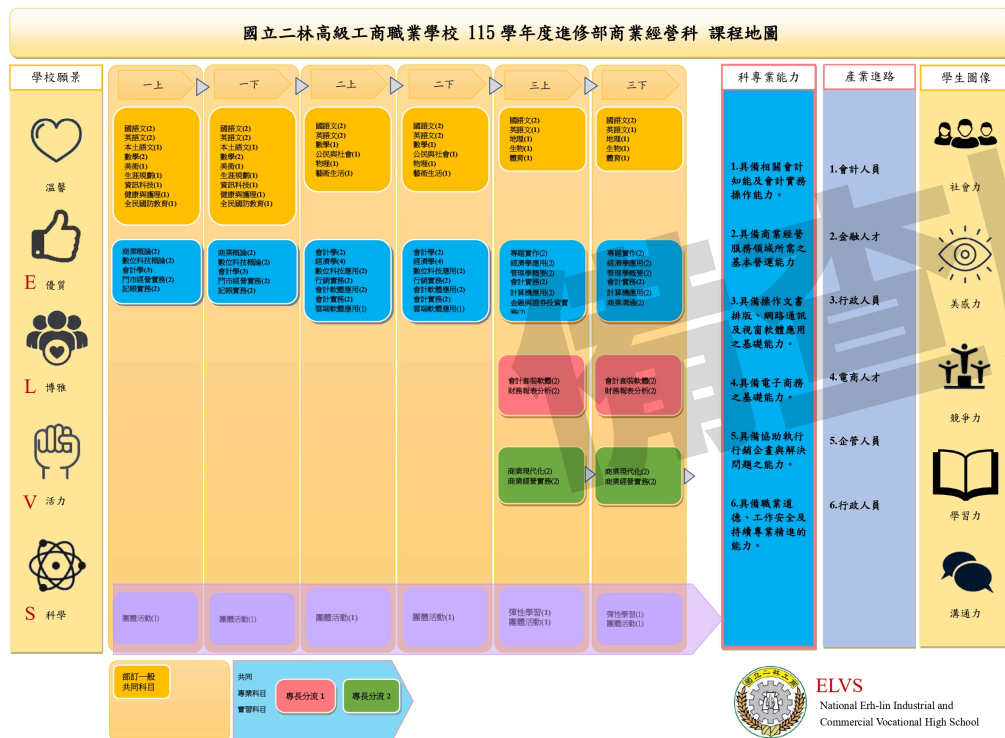 國立二林高級工商職業學校 115 學年度進修部商業經營科 課程地圖
學校願景
溫馨
E 優質
L 博雅
V 活力
S 科學
一上
國語文(2)
英語文(2)
本土語文(1)
數學(2)
美術(1)
生涯規劃(1)
資訊科技(1)
健康與護理(1)
全民國防教育(1)
商業概論(2)
數位科技概論(2)
會計學(3)
門市經營實務(2)
記帳實務(2)
團體活動(1)
一下
國語文(2)
英語文(2)
本土語文(1)
數學(2)
美術(1)
生涯規劃(1)
資訊科技(1)
健康與護理(1)
全民國防教育(1)
商業概論(2)
數位科技概論(2)
會計學(3)
門市經營實務(2)
記帳實務(2)
團體活動(1)
二上
國語文(2)
英語文(2)
數學(1)
公民與社會(1)
物理(1)
藝術生活(1)
會計學(2)
經濟學(4)
數位科技應用(2)
行銷實務(2)
會計軟體應用(2)
會計實務(2)
雲端軟體應用(1)
團體活動(1)
二下
國語文(2)
英語文(2)
數學(1)
公民與社會(1)
物理(1)
藝術生活(1)
會計學(2)
經濟學(4)
數位科技應用(2)
行銷實務(2)
會計軟體應用(2)
會計實務(2)
雲端軟體應用(1)
團體活動(1)
三上
國語文(2)
英語文(1)
地理(1)
生物(1)
體育(1)
專題實作(2)
經濟學應用(2)
管理學概要(2)
會計實務(2)
計算機應用(2)
金融與證券投資實
務(2)
會計套裝軟體(2)
財務報表分析(2)
商業現代化(2)
商業經營實務(2)
彈性學習(1)
團體活動(1)
三下
國語文(2)
英語文(1)
地理(1)
生物(1)
體育(1)
專題實作(2)
經濟學應用(2)
管理學概要(2)
會計實務(2)
計算機應用(2)
商業溝通(2)
會計套裝軟體(2)
財務報表分析(2)
商業現代化(2)
商業經營實務(2)
彈性學習(1)
團體活動(1)
科專業能力
1.具備相關會計
知能及會計實務
操作能力。
2.具備商業經營
服務領域所需之
基本營運能力
3.具備操作文書
排版、網路通訊
及視窗軟體應用
之基礎能力。
4.具備電子商務
之基礎能力。
5.具備協助執行
行銷企畫與解決
問題之能力。
6.具備職業道
德、工作安全及
持續專業精進的
能力。
產業進路
1.會計人員
2.金融人才
3.行政人員
4.電商人才
5.企管人員
6.行政人員
學生圖像
社會力
美感力
競爭力
學習力
溝通力
備查
部訂一般
共同科目
共同
專業科目
實習科目
專長分流 1
專長分流 2
國立二林工商
ELVS
National Erh-lin Industrial and
Commercial Vocational High School